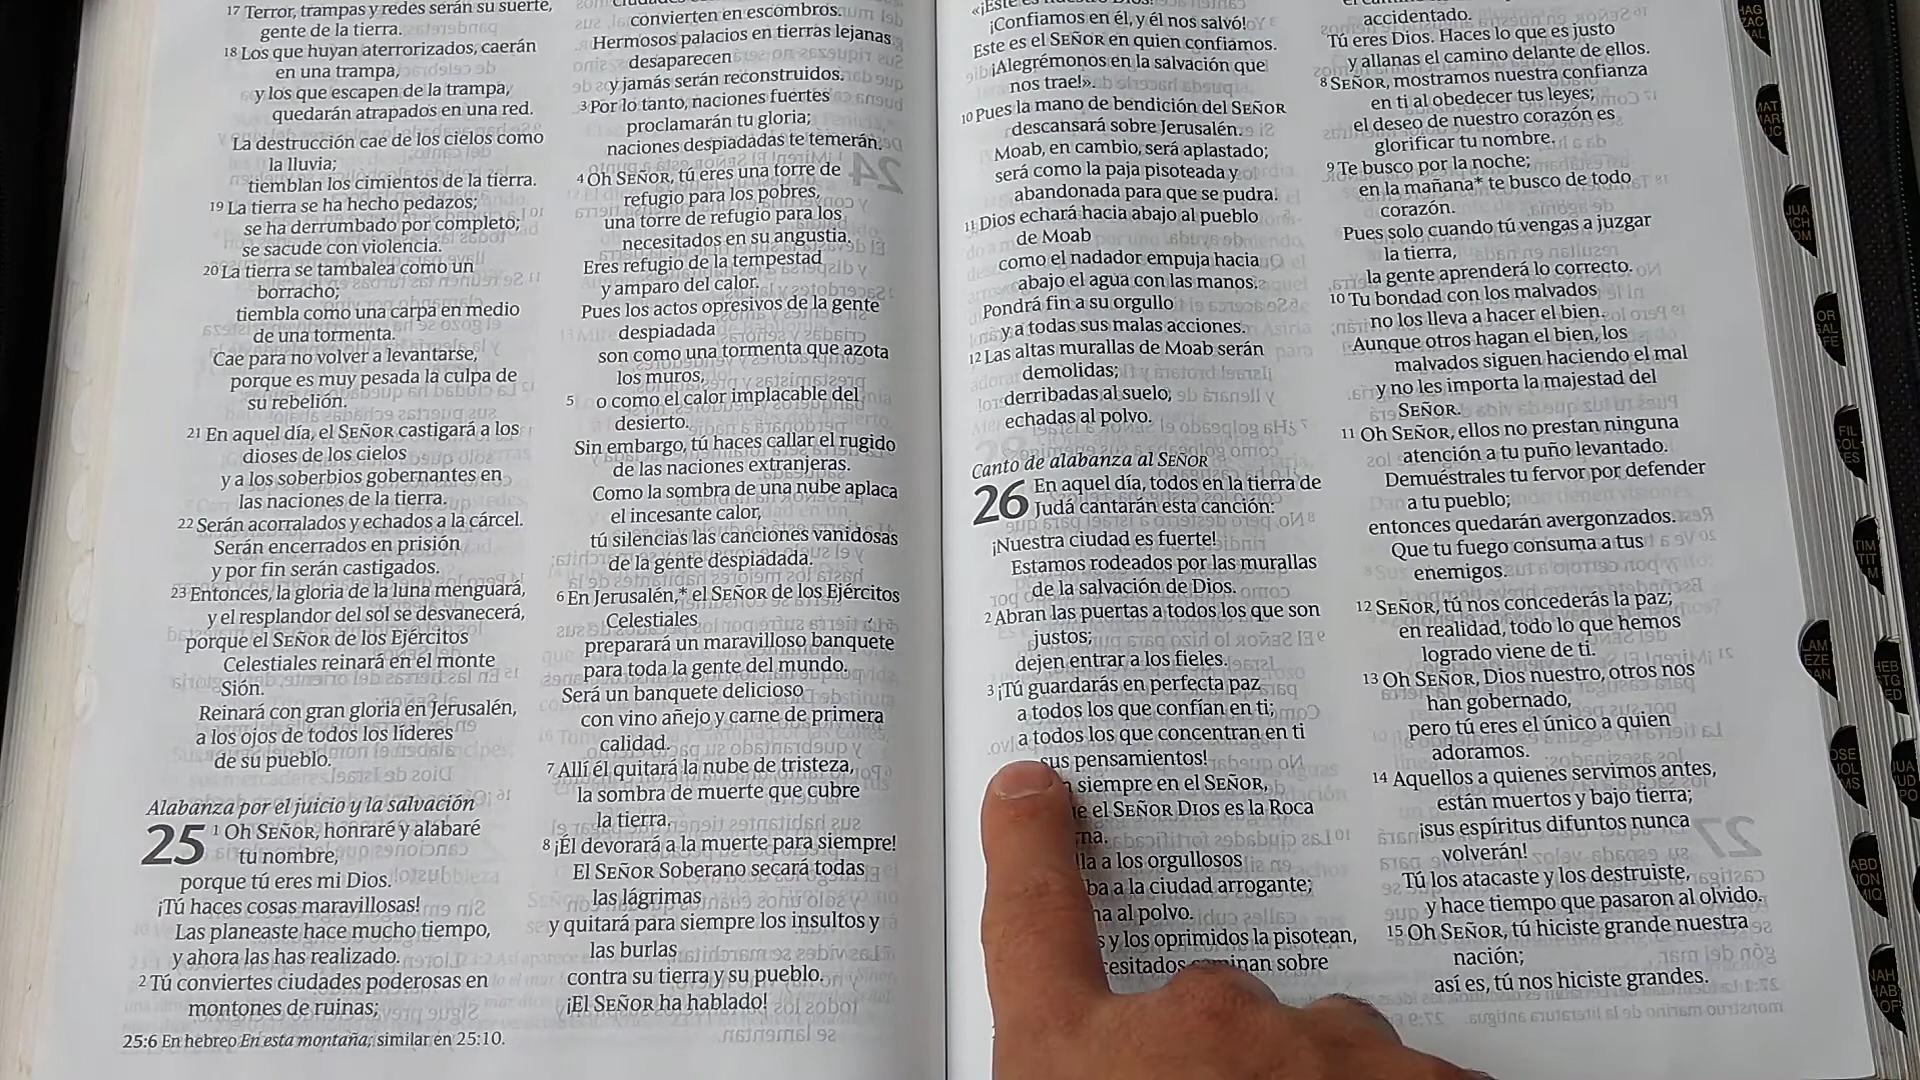 17 Terror, trampas y redes serán su suerte,
gente de la tierra.
18 Los que huyan aterrorizados, caerán
en una trampa,
y los que escapen de la trampa,
quedarán atrapados en una red.
La destrucción cae de los cielos como
la lluvia;
tiemblan los cimientos de la tierra.
19 La tierra se ha hecho pedazos;
se ha derrumbado por completo;
se sacude con violencia.
20 La tierra se tambalea como un
borracho;
tiembla como una carpa en medio
de una tormenta.
Cae para no volver a levantarse,
porque es muy pesada la culpa de
su rebelión.
21 En aquel día, el SEÑOR castigará a los
dioses de los cielos
y a los soberbios gobernantes en
las naciones de la tierra.
22 Serán acorralados y echados a la cárcel.
Serán encerrados en prisión
y por fin serán castigados.
23 Entonces, la gloria de la luna menguará,
y el resplandor del sol se desvanecerá,
porque el SEÑOR de los Ejércitos
Celestiales reinará en el monte
Sión.
Reinará con gran gloria en Jerusalén,
a los ojos de todos los líderes
de su pueblo.
Alabanza por el juicio y la salvación
25 1 Oh SEÑOR, honraré y alabaré
tu nombre,
porque tú eres mi Dios.
¡Tú haces cosas maravillosas!
Las planeaste hace mucho tiempo,
y ahora las has realizado.
2 Tú conviertes ciudades poderosas en
montones de ruinas;
25:6 En hebreo En esta montaña; similar en 25:10.
convierten en escombros.
Hermosos palacios en tierras lejanas
desaparecen
y jamás serán reconstruidos.
3 Por lo tanto, naciones fuertes
proclamarán tu gloria;
naciones despiadadas te temerán.
4 Oh SEÑOR, tú eres una torre de
refugio para los pobres,
una torre de refugio para los
necesitados en su angustia.
Eres refugio de la tempestad
y amparo del calor.
Pues los actos opresivos de la gente
despiadada
son como una tormenta que azota
los muros,
5 o como el calor implacable del
desierto.
Sin embargo, tú haces callar el rugido
de las naciones extranjeras.
Como la sombra de una nube aplaca
el incesante calor,
tú silencias las canciones vanidosas
de la gente despiadada.
6 En Jerusalén,* el SEÑOR de los Ejércitos
Celestiales
preparará un maravilloso banquete
para toda la gente del mundo.
Será un banquete delicioso
con vino añejo y carne de primera
calidad.
7 Allí él quitará la nube de tristeza,
la sombra de muerte que cubre
la tierra.
8 ¡Él devorará a la muerte para siempre!
El SEÑOR Soberano secará todas
las lágrimas
y quitará para siempre los insultos y
las burlas
contra su tierra y su pueblo.
¡El SEÑOR ha hablado!
¡Confiamos en él, y él nos salvó!
Este es el SEÑOR en quien confiamos.
¡Alegrémonos en la salvación que
nos trae!».
10 Pues la mano de bendición del SEÑOR
descansará sobre Jerusalén.
Moab, en cambio, será aplastado;
será como la paja pisoteada y
abandonada para que se pudra.
11 Dios echará hacia abajo al pueblo
de Moab
como el nadador empuja hacia
abajo el agua con las manos.
Pondrá fin a su orgullo
y a todas sus malas acciones.
12 Las altas murallas de Moab serán
demolidas;
derribadas al suelo,
echadas al polvo.
Canto de alabanza al SEÑOR
26 En aquel día, todos en la tierra de
Judá cantarán esta canción:
¡Nuestra ciudad es fuerte!
Estamos rodeados por las murallas
de la salvación de Dios.
2 Abran las puertas a todos los que son
justos;
dejen entrar a los fieles.
3 ¡Tú guardarás en perfecta paz
a todos los que confían en ti;
a todos los que concentran en ti
sus pensamientos!
siempre en el SEÑOR,
el SEÑOR DIOS es la Roca
a los orgullosos
a la ciudad arrogante;
al polvo.
y los oprimidos la pisotean,
sobre
accidentado.
Tú eres Dios. Haces lo que es justo
y allanas el camino delante de ellos.
8 SEÑOR, mostramos nuestra confianza
en ti al obedecer tus leyes;
el deseo de nuestro corazón es
glorificar tu nombre.
9 Te busco por la noche;
en la mañana* te busco de todo
corazón.
Pues solo cuando tú vengas a juzgar
la tierra,
la gente aprenderá lo correcto.
10 Tu bondad con los malvados
no los lleva a hacer el bien.
Aunque otros hagan el bien, los
malvados siguen haciendo el mal
y no les importa la majestad del
SEÑOR.
11 Oh SEÑOR, ellos no prestan ninguna
atención a tu puño levantado.
Demuéstrales tu fervor por defender
a tu pueblo;
entonces quedarán avergonzados.
Que tu fuego consuma a tus
enemigos.
12 SEÑOR, tú nos concederás la paz;
en realidad, todo lo que hemos
logrado viene de ti.
13 Oh SEÑOR, Dios nuestro, otros nos
han gobernado,
pero tú eres el único a quien
adoramos.
14 Aquellos a quienes servimos antes,
están muertos y bajo tierra;
¡sus espíritus difuntos nunca
volverán!
Tú los atacaste y los destruiste,
y hace tiempo que pasaron al olvido.
15 Oh SEÑOR, tú hiciste grande nuestra
nación;
así es, tú nos hiciste grandes.